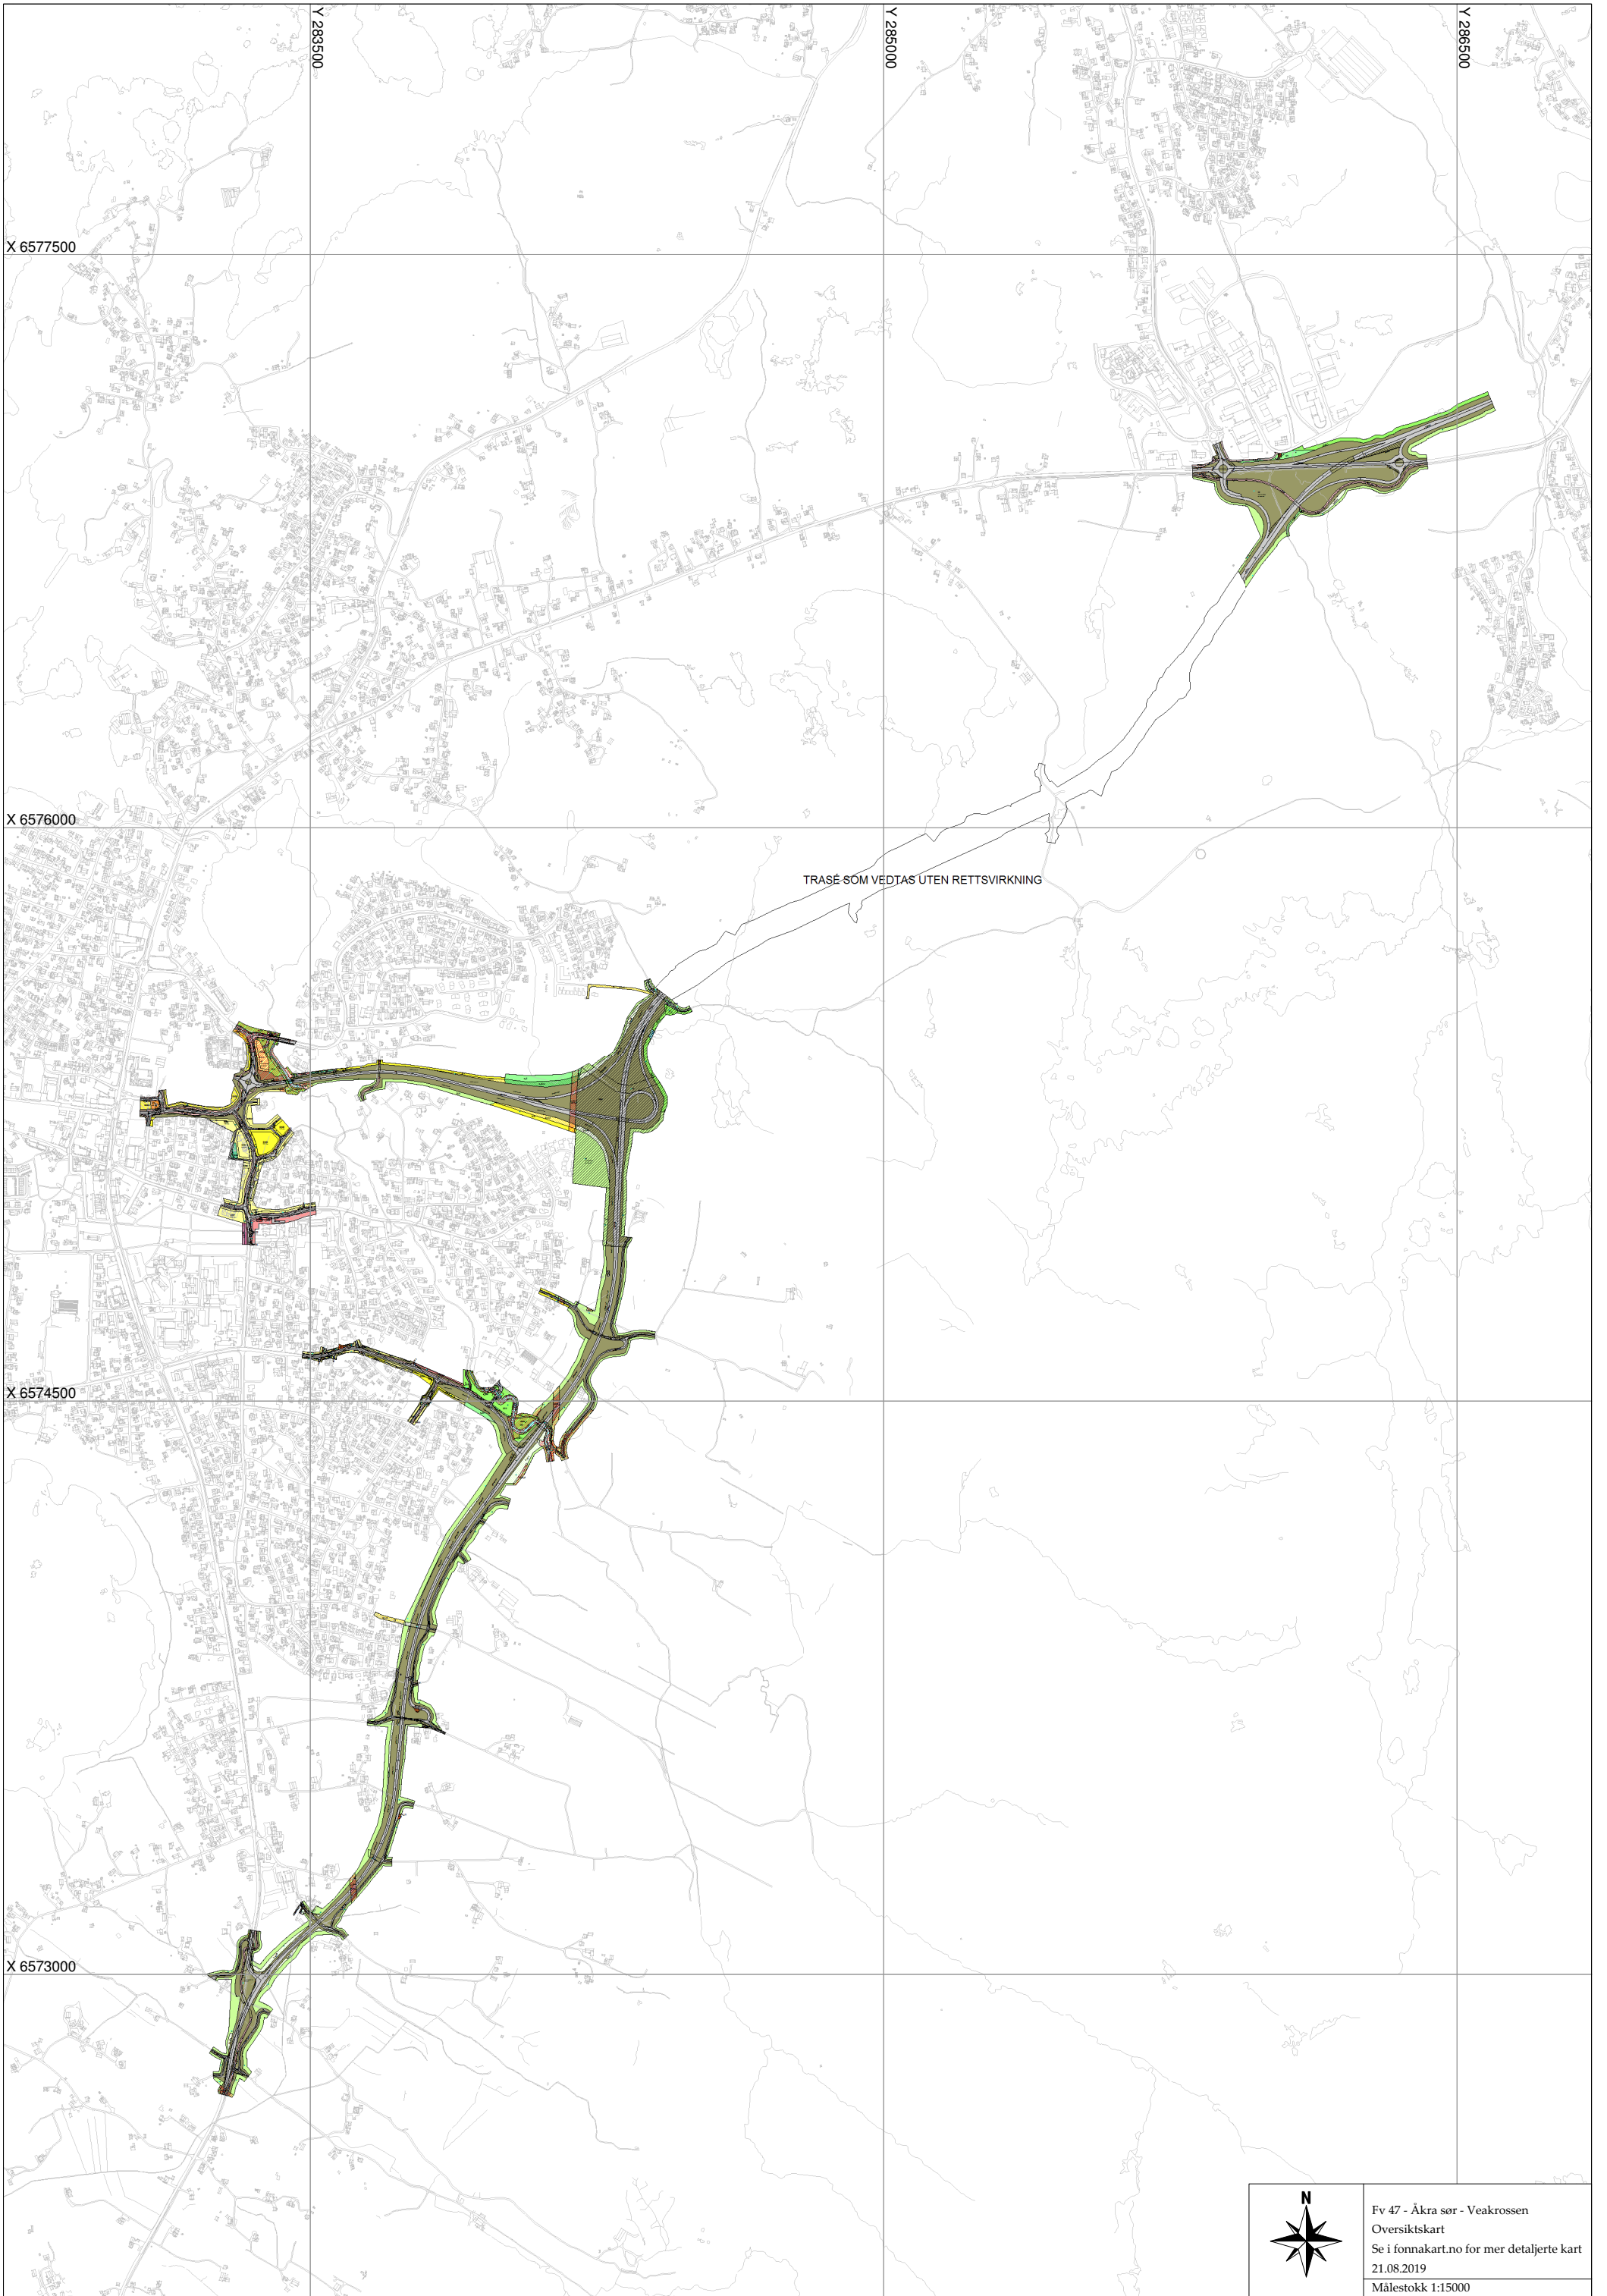 Y 283500
Y 285000
Y 286500
X 6577500
X 6576000
TRASÉ SOM VEDTAS UTEN RETTSVIRKNING
X 6574500
X 6573000
N
Fv 47 - Åkra sør - Veakrossen
Oversiktskart
Se i fonnakart.no for mer detaljerte kart
21.08.2019
Målestokk 1:15000